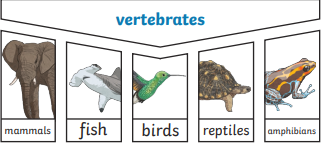 vertebrates
mammals
fish
birds
reptiles
amphibians